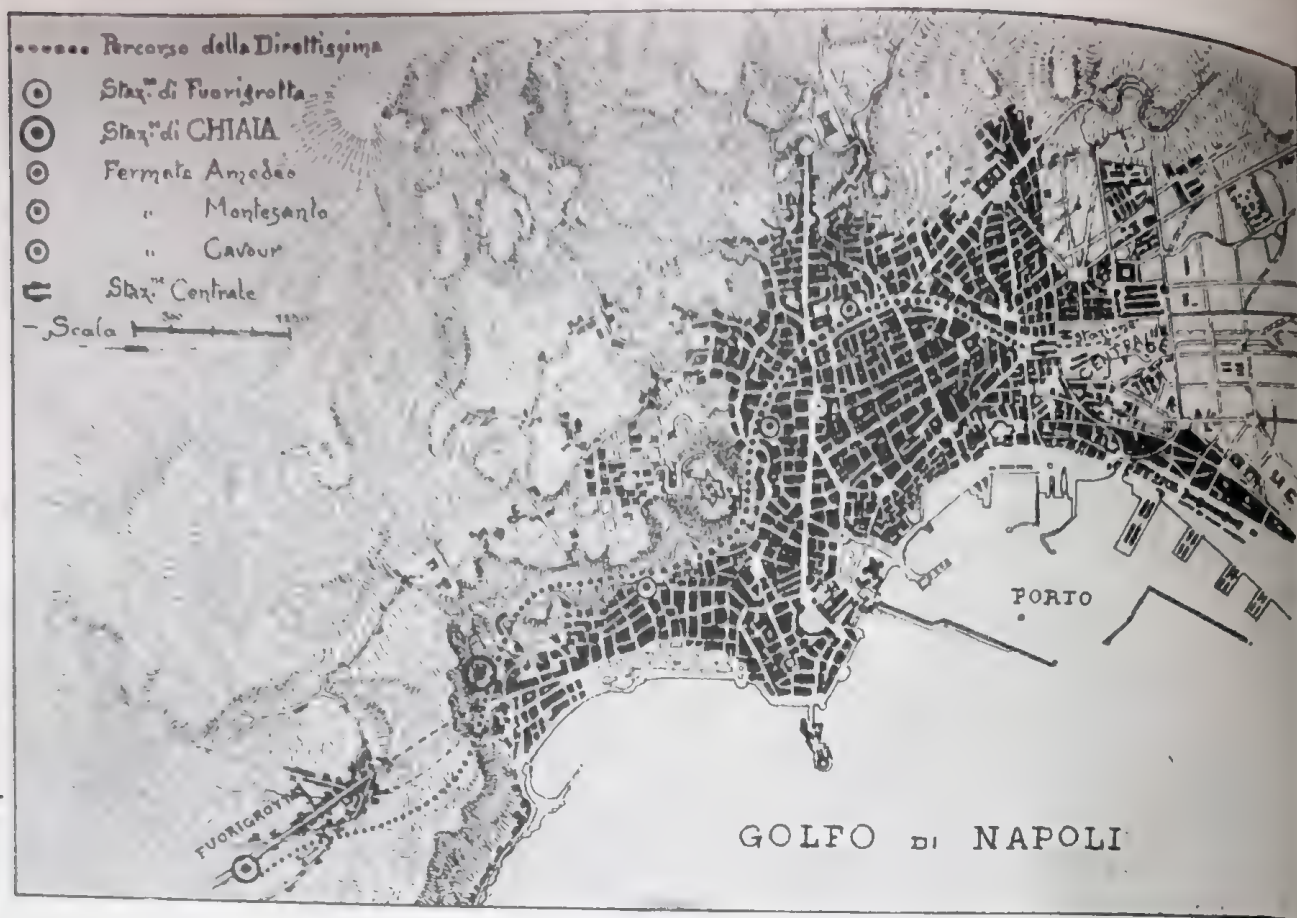 Percorso della Direttissima
Staz.ne di Fuorigrotta
Staz.ne di CHIAIA
Fermata Amedeo
" Montesanto
" Cavour
Staz.ne Centrale
Scala
CENTRALE
PORTO
FUORIGROTTA
GOLFO DI NAPOLI